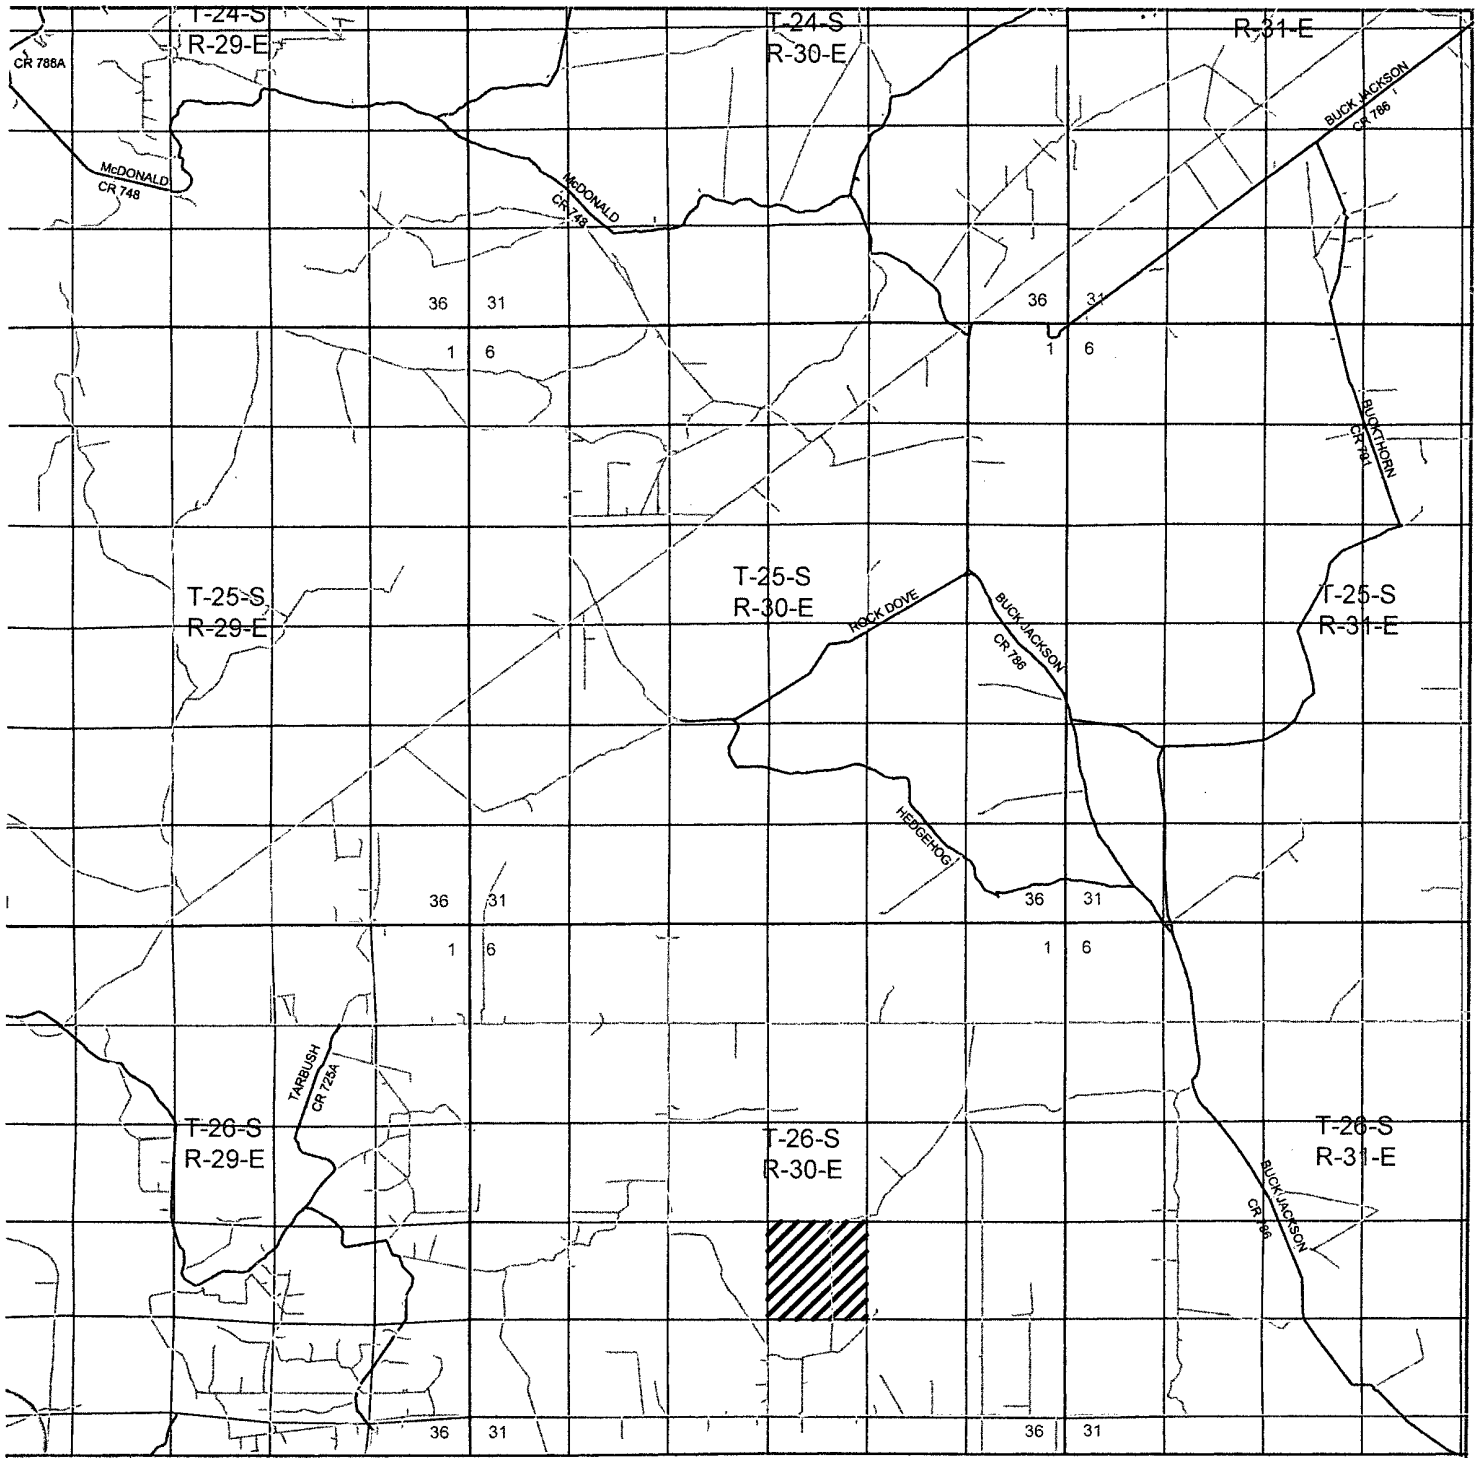 T-24-S
R-29-E
T-24-S
R-30-E
R-31-E
CR 788A
BUCK JACKSON
CR 786
McDONALD
CR 748
McDONALD
CR 748
36 31
36 31
1 6
1 6
BUCKTHORN
CR 791
T-25-S
R-29-E
T-25-S
R-30-E
T-25-S
R-31-E
ROCK DOVE
BUCK JACKSON
CR 786
HEDGEHOG
36 31
36 31
1 6
1 6
TARBUSH
CR 725A
T-26-S
R-29-E
T-26-S
R-30-E
T-26-S
R-31-E
BUCK JACKSON
CR 786
36 31
36 31